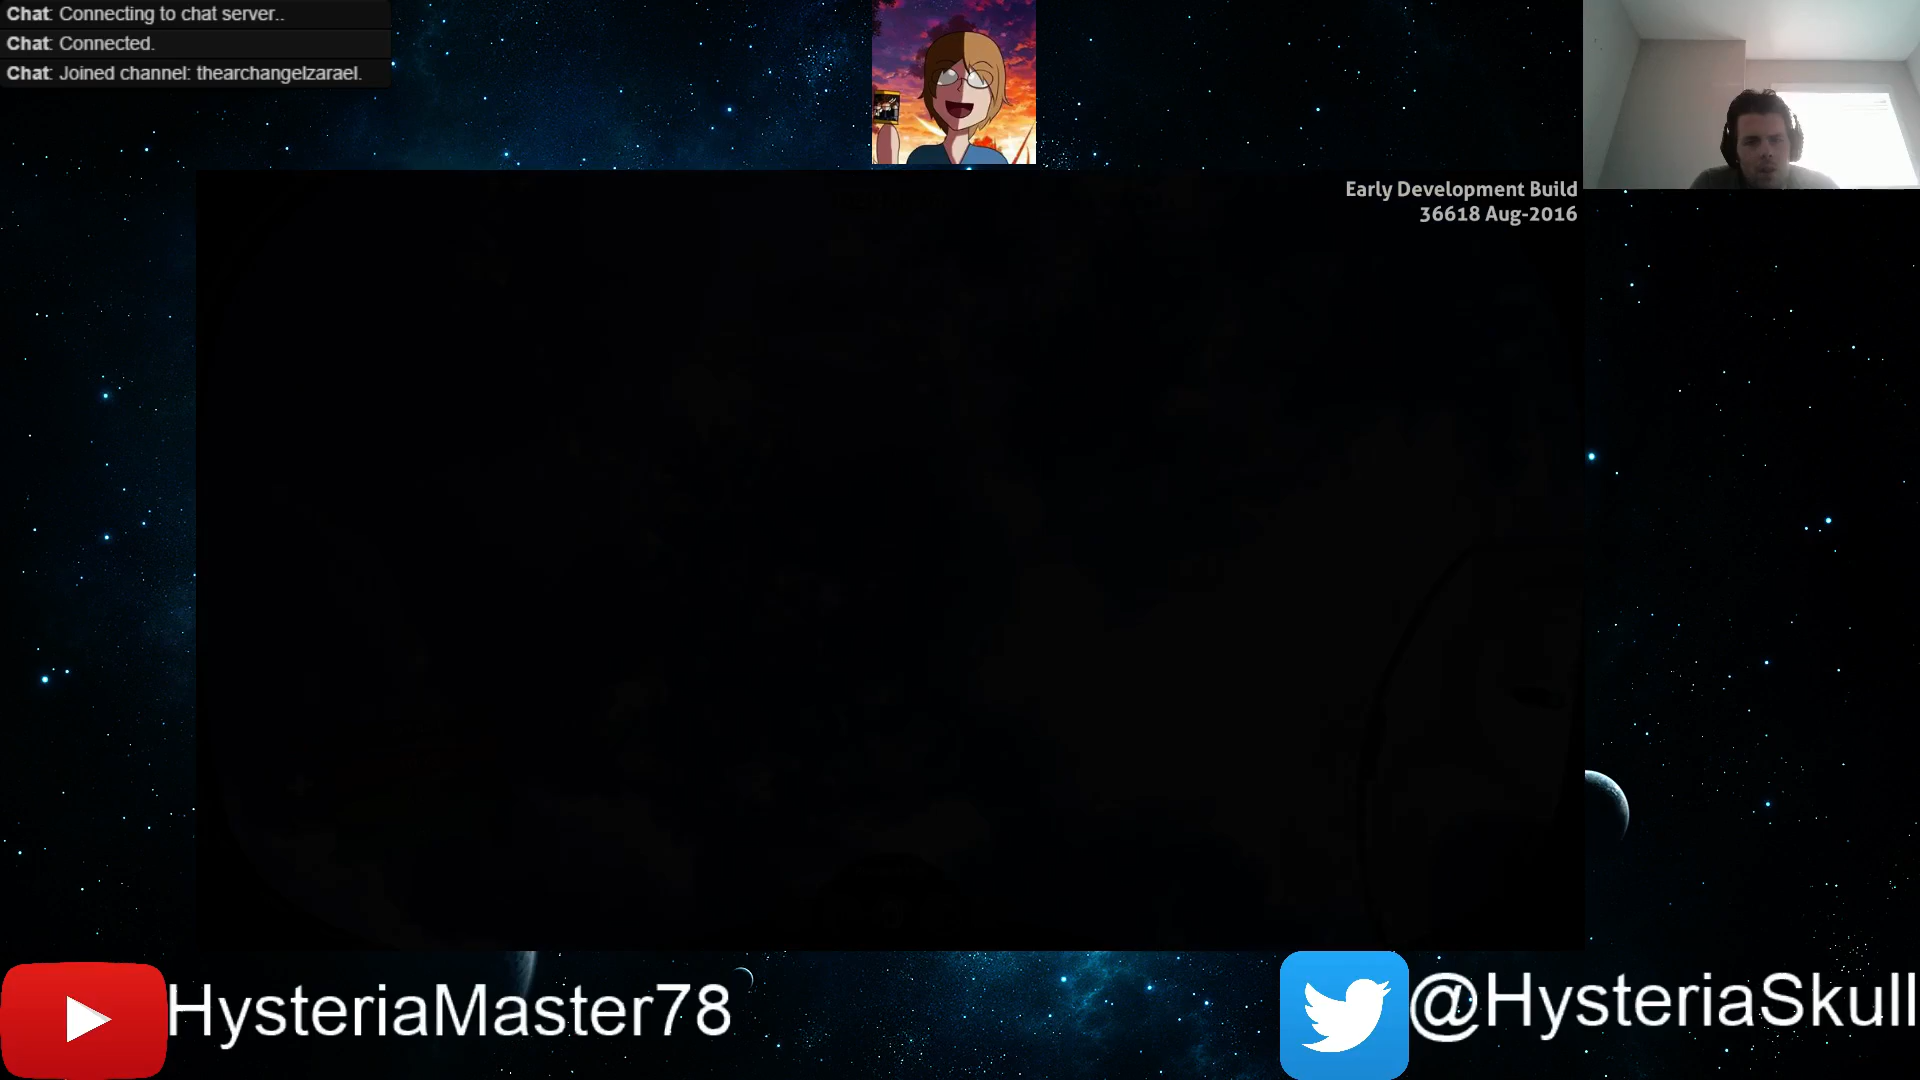 Chat: Connecting to chat server..
Chat: Connected.
Chat: Joined channel: thearchangelzarael.
Early Development Build
36618 Aug-2016
HysteriaMaster78
@HysteriaSkull